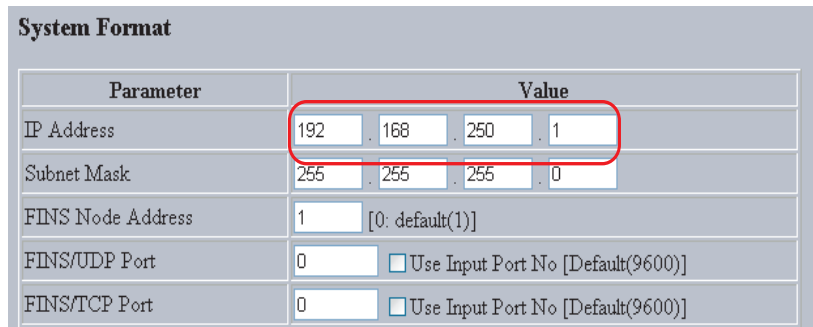 System Format
Parameter Value
IP Address 192 . 168 . 250 . 1
Subnet Mask 255 . 255 . 255 . 0
FINS Node Address 1 [0: default(1)]
FINS/UDP Port 0 Use Input Port No [Default(9600)]
FINS/TCP Port 0 Use Input Port No [Default(9600)]